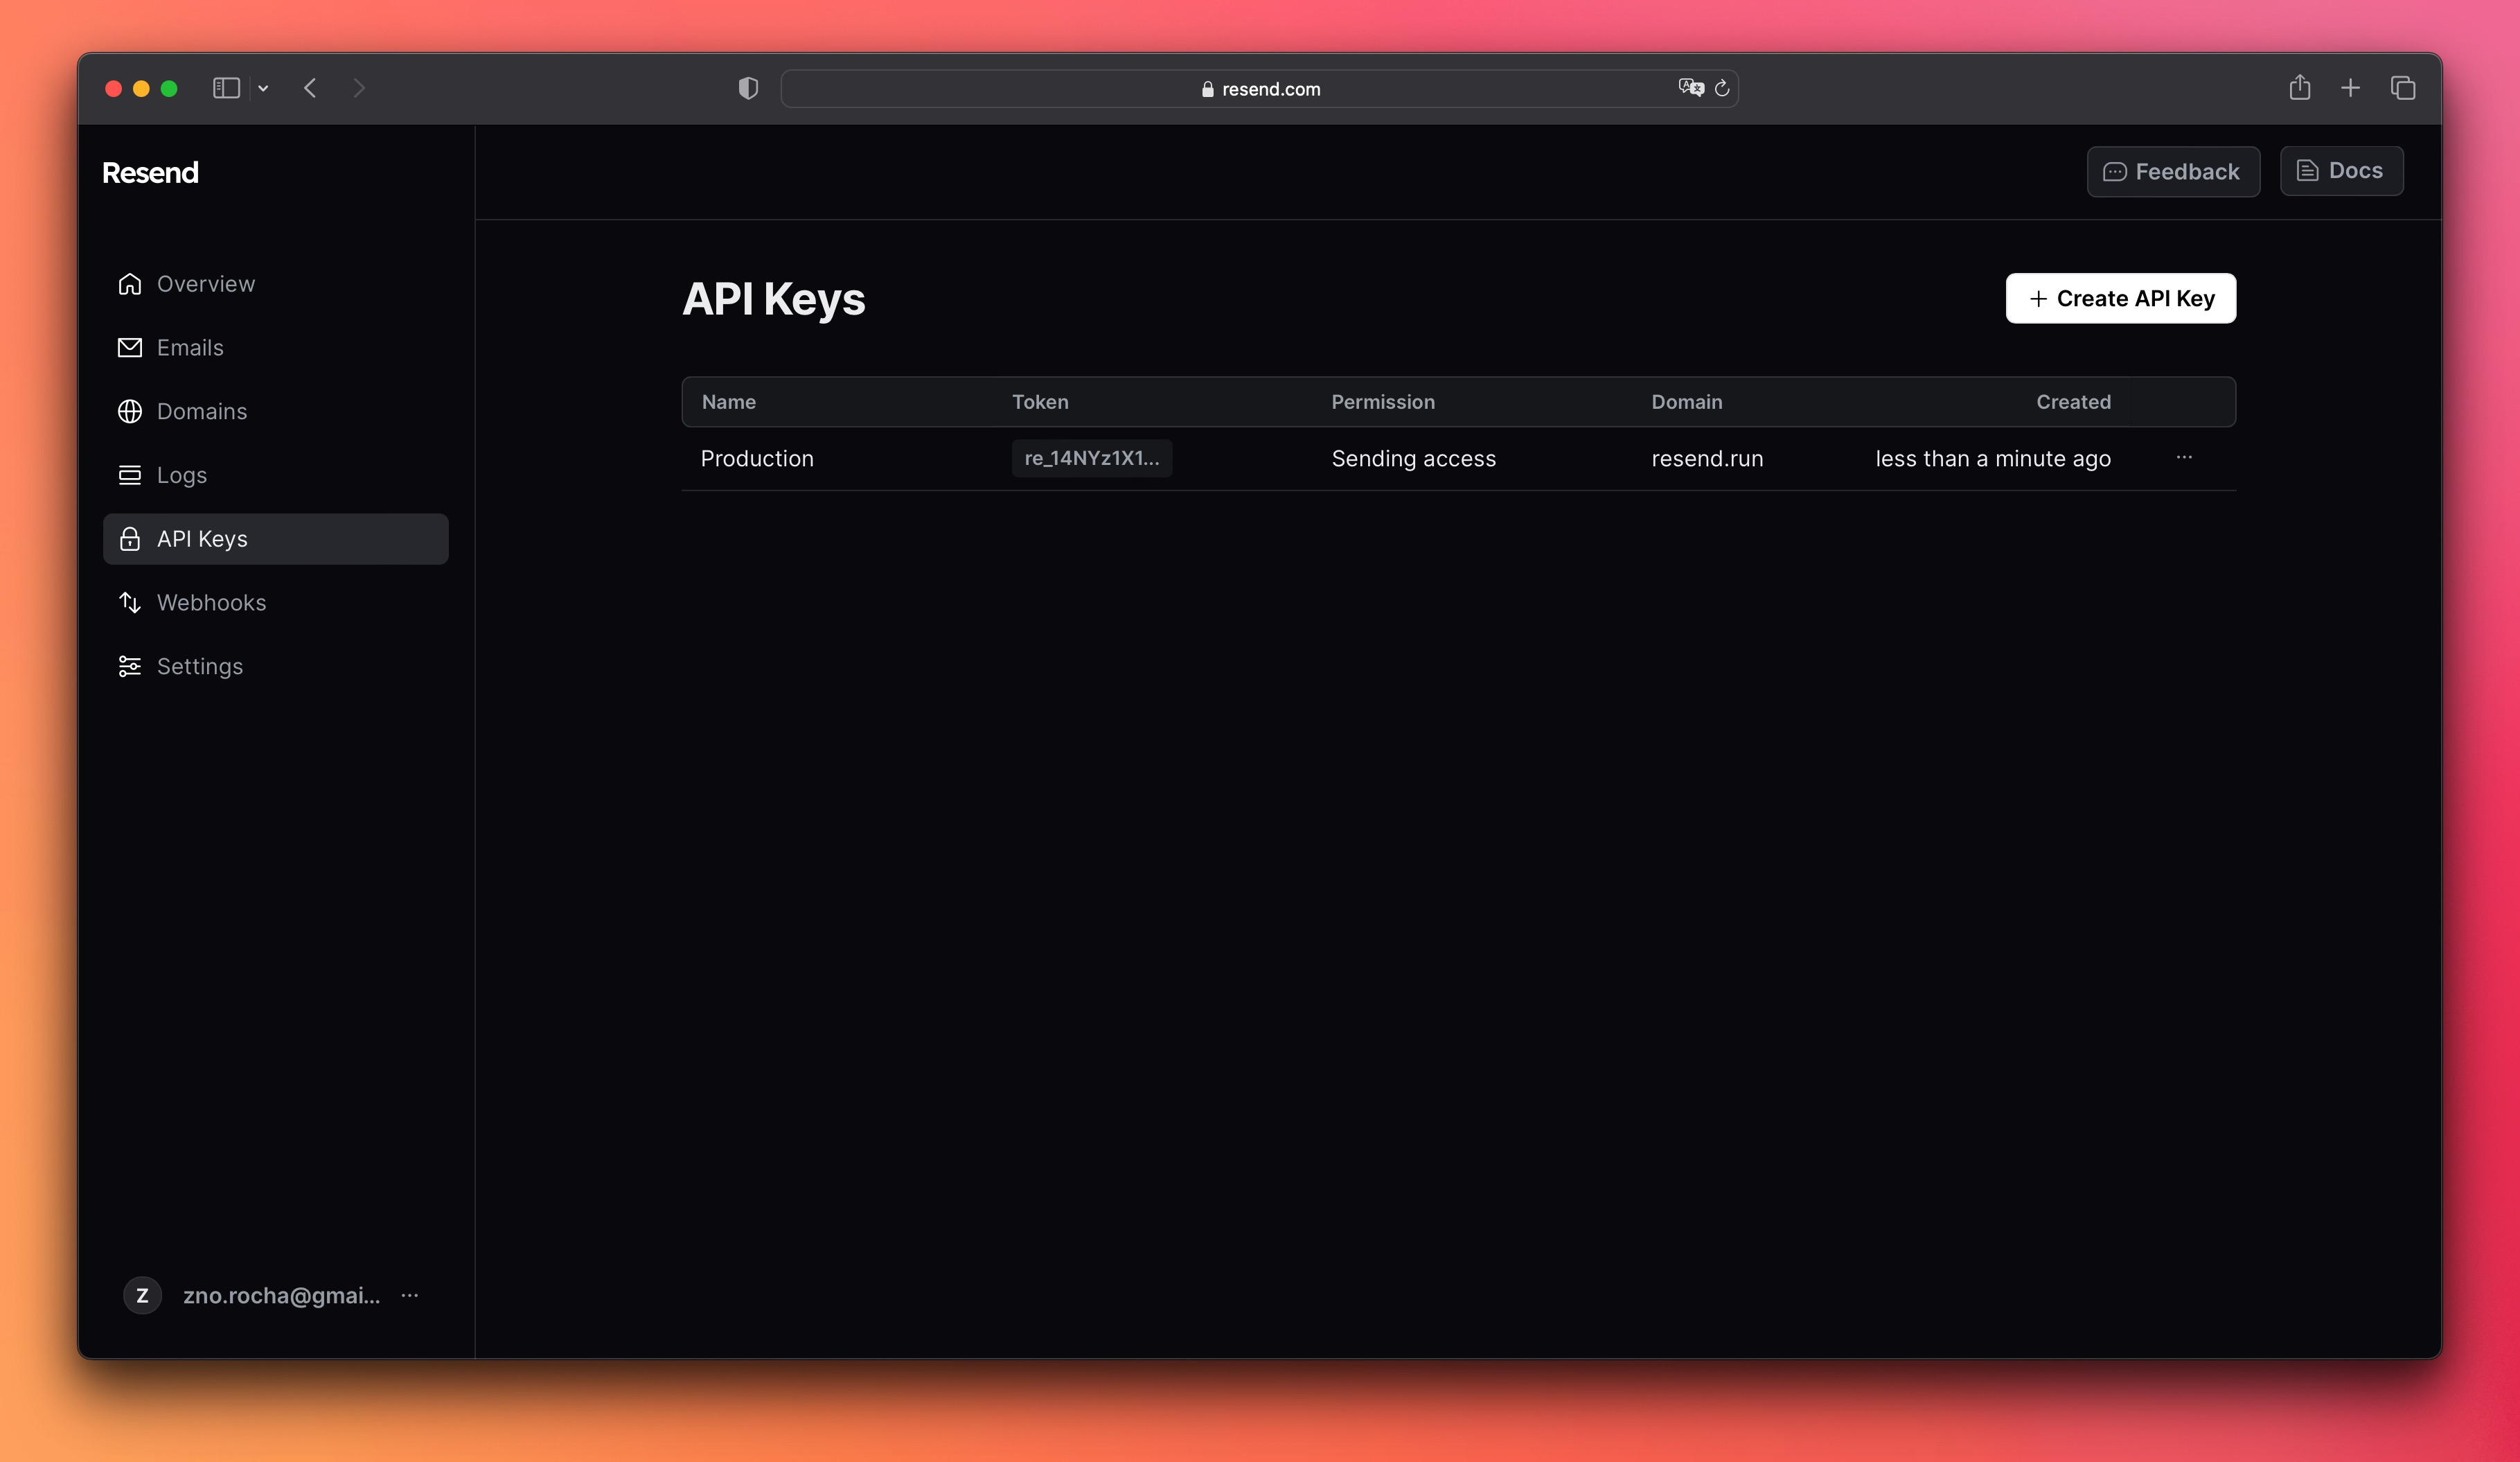 resend.com
Resend
Feedback
Docs
Overview
Emails
Domains
Logs
API Keys
Webhooks
Settings
zno.rocha@gmai...
Z
API Keys
Create API Key
Name Token Permission Domain Created
Production re_14NYz1X1... Sending access resend.run less than a minute ago